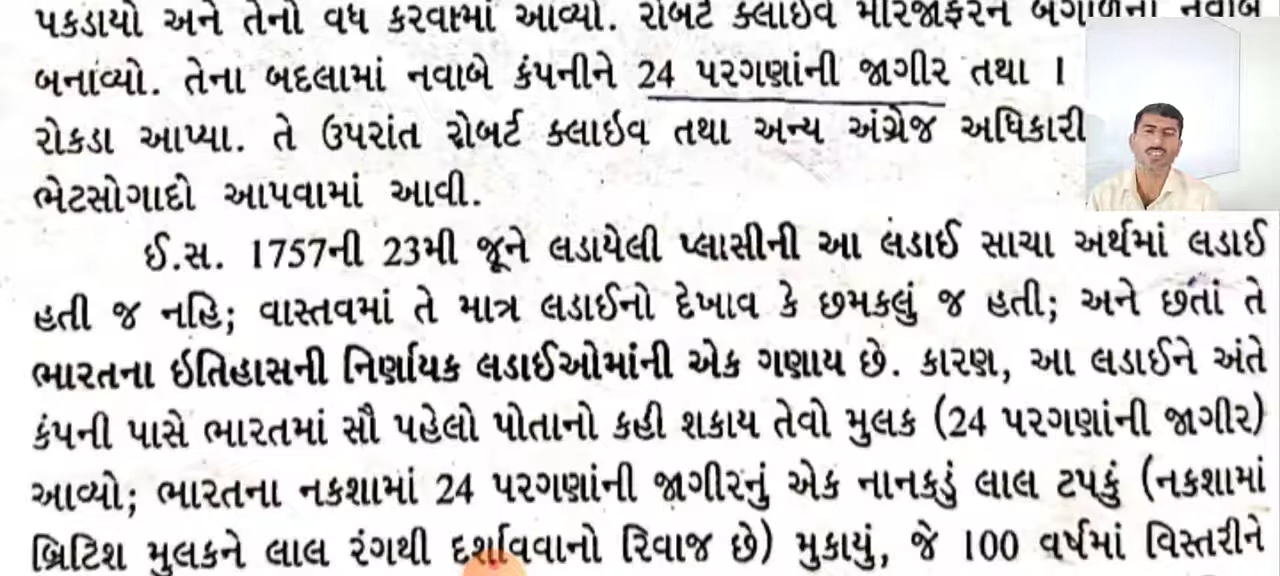 પકડાયો અને તેનો વધ કરવામાં આવ્યો. રોબર્ટ ક્લાઇવે મીરજાફરને બંગાળનો નવાબ
બનાવ્યો. તેના બદલામાં નવાબે કંપનીને 24 પરગણાંની જાગીર તથા 1
રોકડા આપ્યા. તે ઉપરાંત રોબર્ટ ક્લાઇવ તથા અન્ય અંગ્રેજ અધિકારી
ભેટસોગાદો આપવામાં આવી.
ઈ.સ. 1757ની 23મી જૂને લડાયેલી પ્લાસીની આ લડાઈ સાચા અર્થમાં લડાઈ
હતી જ નહિ; વાસ્તવમાં તે માત્ર લડાઈનો દેખાવ કે છમકલું જ હતી; અને છતાં તે
ભારતના ઇતિહાસની નિર્ણાયક લડાઈઓમાંની એક ગણાય છે. કારણ, આ લડાઈને અંતે
કંપની પાસે ભારતમાં સૌ પહેલો પોતાનો કહી શકાય તેવો મુલક (24 પરગણાંની જાગીર)
આવ્યો; ભારતના નકશામાં 24 પરગણાંની જાગીરનું એક નાનકડું લાલ ટપકું (નકશામાં
બ્રિટિશ મુલકને લાલ રંગથી દર્શાવવાનો રિવાજ છે) મુકાયું, જે 100 વર્ષમાં વિસ્તરીને